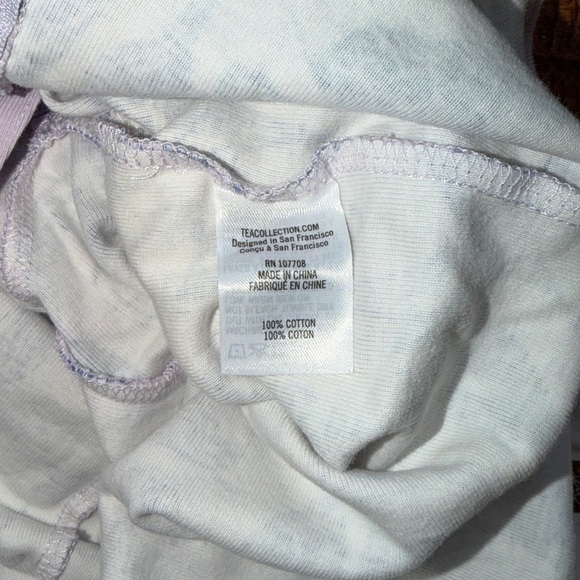 TEACOLLECTION.COM
Designed in San Francisco
Conçu à San Francisco
RN 107708
MADE IN CHINA
FABRIQUÉ EN CHINE
100% COTTON
100% COTON